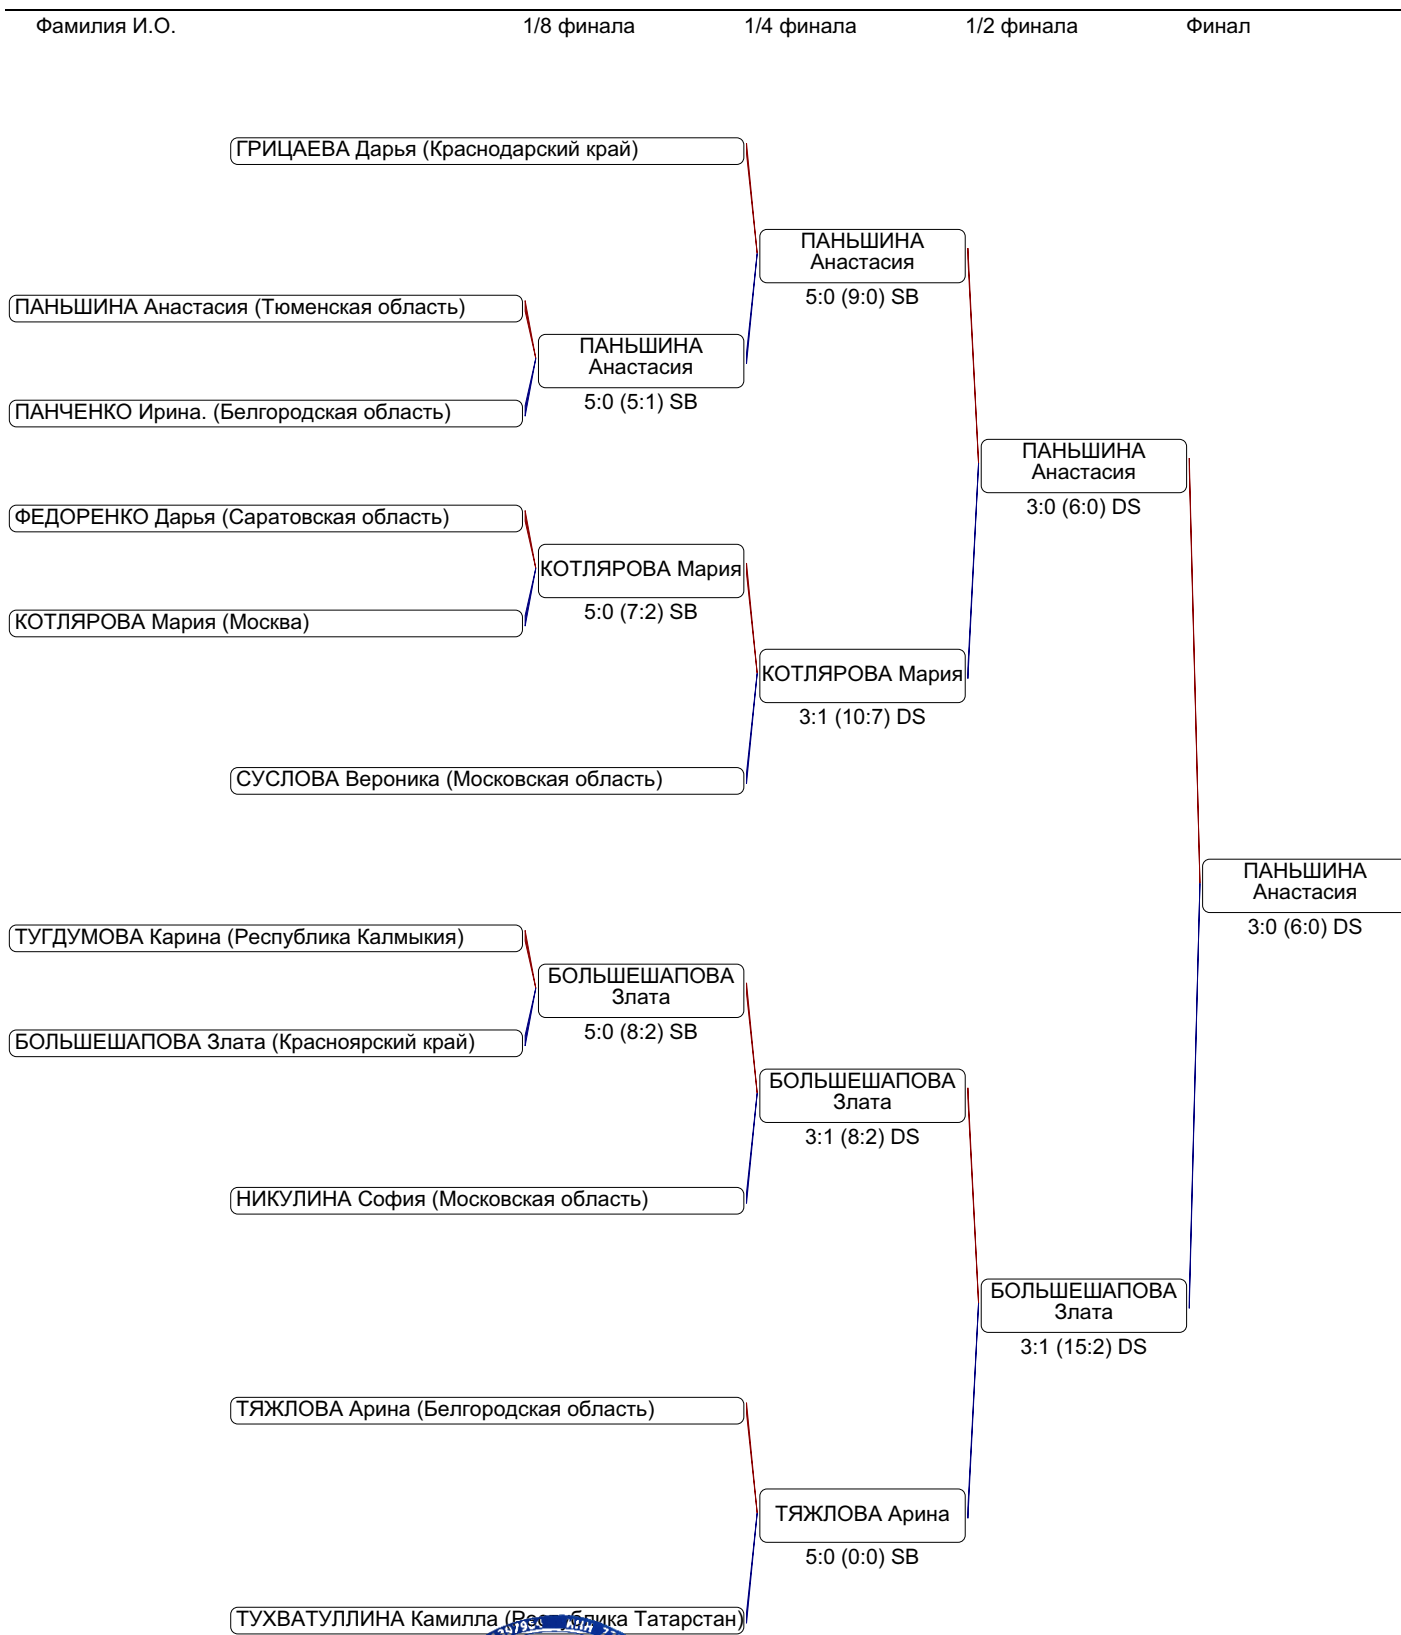 Фамилия И.О. 1/8 финала 1/4 финала 1/2 финала Финал
ГРИЦАЕВА Дарья (Краснодарский край)
ПАНЬШИНА
Анастасия
5:0 (9:0) SB
ПАНЬШИНА Анастасия (Тюменская область)
ПАНЬШИНА
Анастасия
5:0 (5:1) SB
ПАНЧЕНКО Ирина. (Белгородская область)
ПАНЬШИНА
Анастасия
3:0 (6:0) DS
ФЕДОРЕНКО Дарья (Саратовская область)
КОТЛЯРОВА Мария
5:0 (7:2) SB
КОТЛЯРОВА Мария (Москва)
КОТЛЯРОВА Мария
3:1 (10:7) DS
СУСЛОВА Вероника (Московская область)
ПАНЬШИНА
Анастасия
3:0 (6:0) DS
ТУГДУМОВА Карина (Республика Калмыкия)
БОЛЬШЕШАПОВА
Злата
5:0 (8:2) SB
БОЛЬШЕШАПОВА Злата (Красноярский край)
БОЛЬШЕШАПОВА
Злата
3:1 (8:2) DS
НИКУЛИНА София (Московская область)
БОЛЬШЕШАПОВА
Злата
3:1 (15:2) DS
ТЯЖЛОВА Арина (Белгородская область)
ТЯЖЛОВА Арина
5:0 (0:0) SB
ТУХВАТУЛЛИНА Камилла (Республика Татарстан)